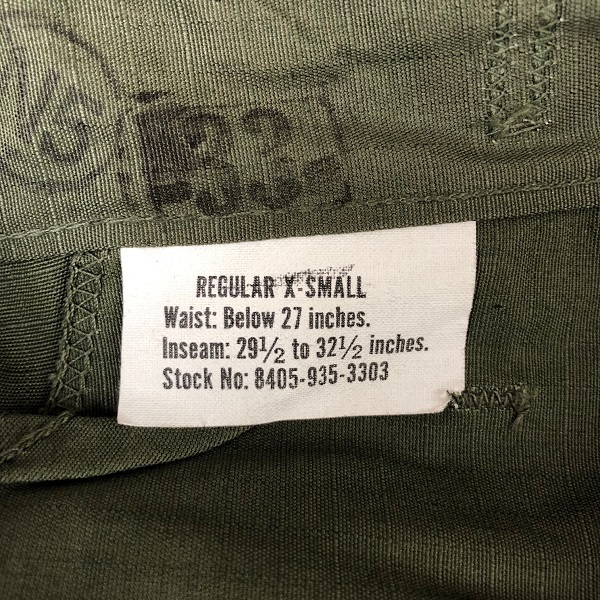 REGULAR X-SMALL
Waist: Below 27 inches.
Inseam: 29½ to 32½ inches.
Stock No: 8405-935-3303